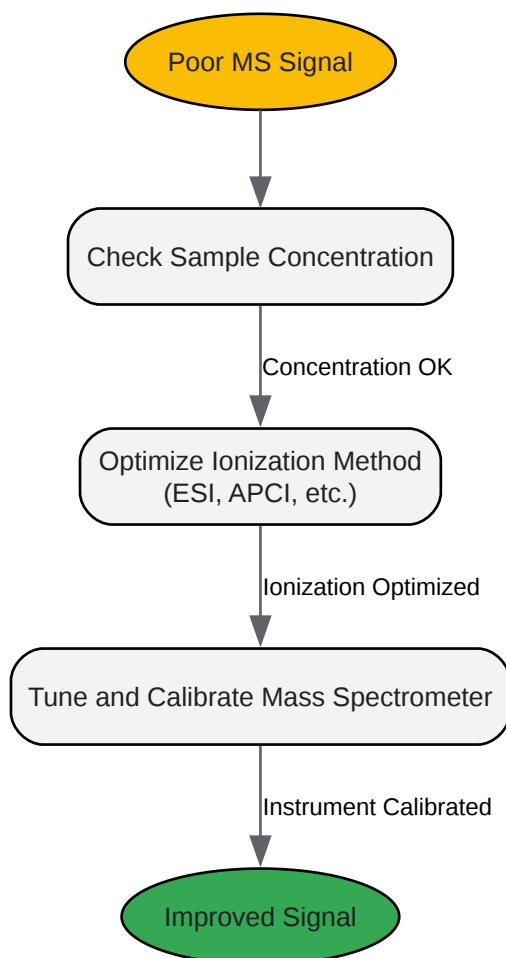 Poor MS Signal
Check Sample Concentration
Concentration OK
Optimize Ionization Method
(ESI, APCI, etc.)
Ionization Optimized
Tune and Calibrate Mass Spectrometer
Instrument Calibrated
Improved Signal